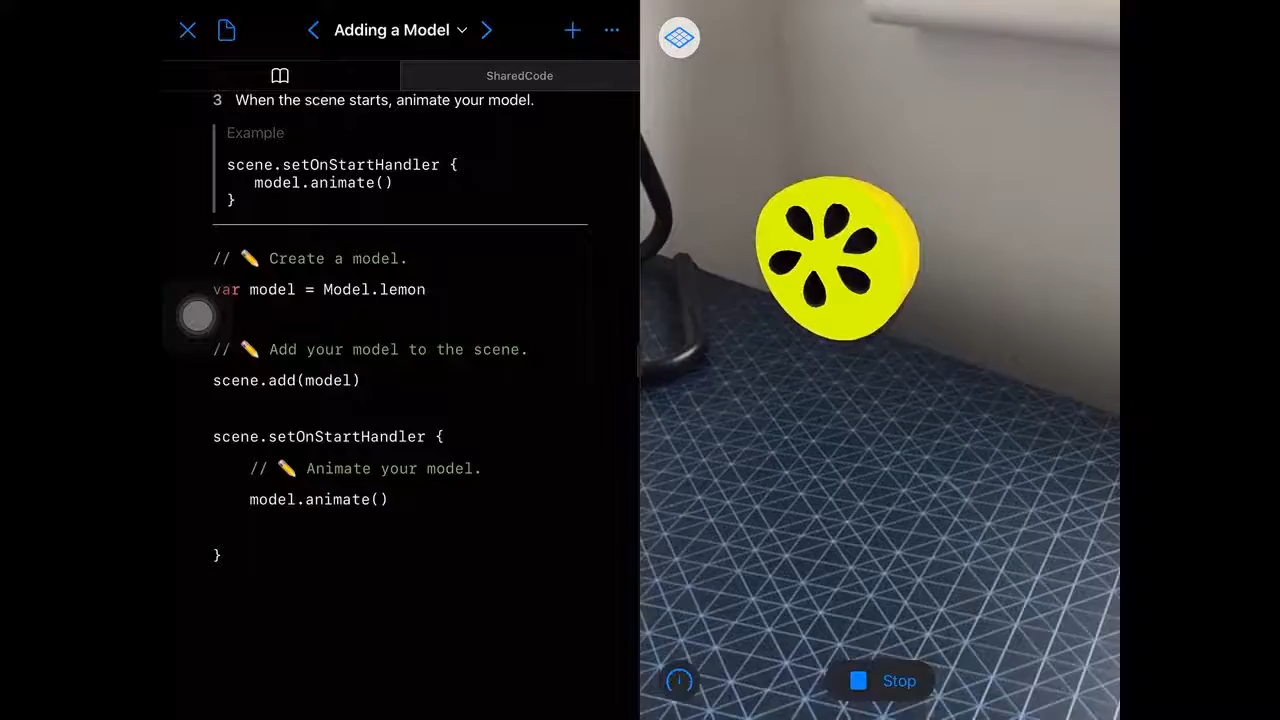 Adding a Model
SharedCode
3 When the scene starts, animate your model.
Example
scene.setOnStartHandler {
model.animate()
}
// ✏️ Create a model.
var model = Model.lemon
// ✏️ Add your model to the scene.
scene.add(model)
scene.setOnStartHandler {
// ✏️ Animate your model.
model.animate()
}
Stop